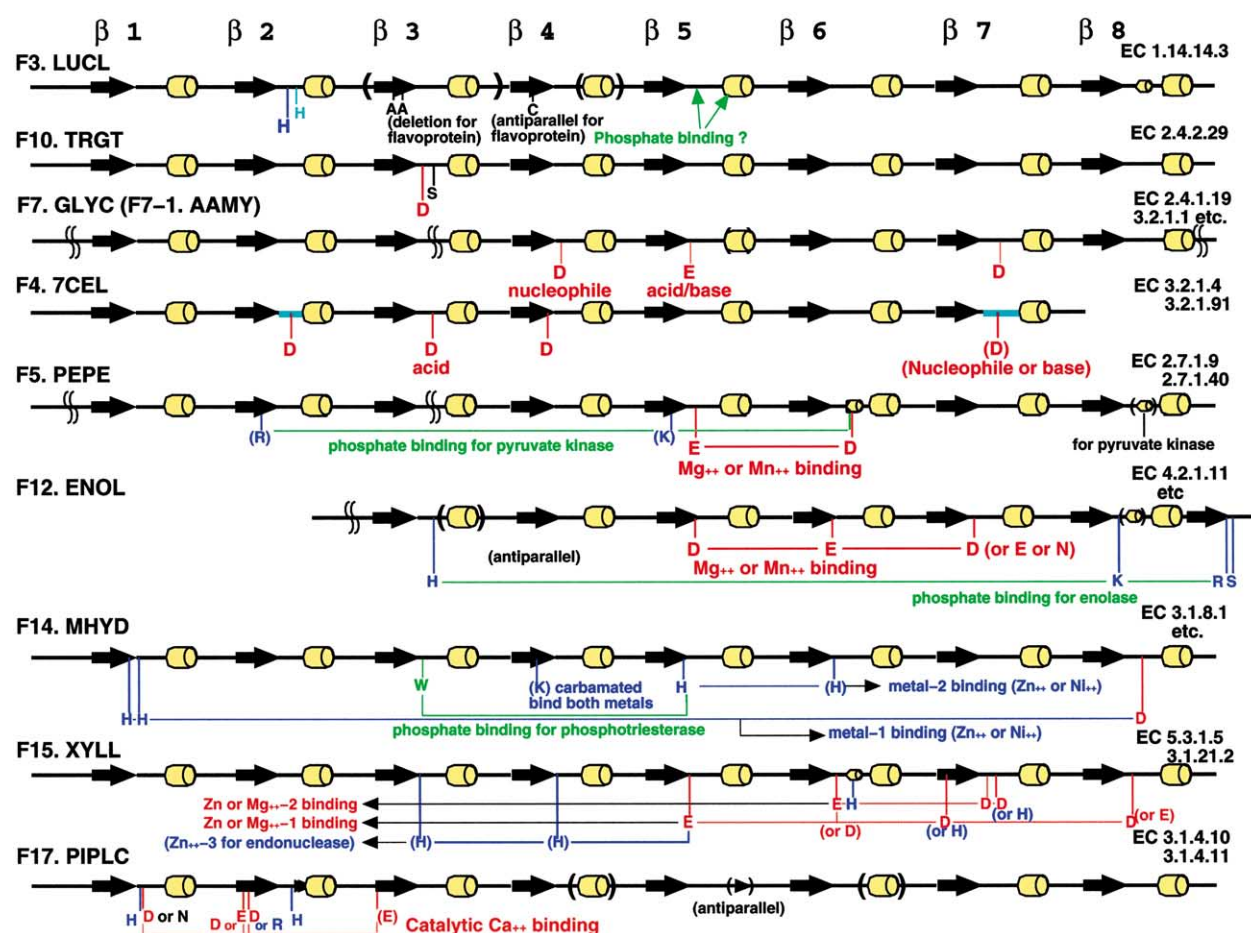 β 1 β 2 β 3 β 4 β 5 β 6 β 7 β 8
F3. LUCL
EC 1.14.14.3
H
H
AA
(deletion for
flavoprotein)
C
(antiparallel for
flavoprotein)
Phosphate binding ?
F10. TRGT
EC 2.4.2.29
D
S
F7. GLYC (F7-1. AAMY)
EC 2.4.1.19
3.2.1.1 etc.
D
nucleophile
E
acid/base
D
F4. 7CEL
EC 3.2.1.4
3.2.1.91
D
D
acid
D
(D)
(Nucleophile or base)
F5. PEPE
EC 2.7.1.9
2.7.1.40
(R)
phosphate binding for pyruvate kinase
(K)
E
D
Mg++ or Mn++ binding
for pyruvate kinase
F12. ENOL
EC 4.2.1.11
etc
(antiparallel)
D
E
D (or E or N)
Mg++ or Mn++ binding
H
K
R S
phosphate binding for enolase
F14. MHYD
EC 3.1.8.1
etc.
W
(K) carbamated
bind both metals
H
(H)
metal-2 binding (Zn++ or Ni++)
H H
D
phosphate binding for phosphotriesterase
metal-1 binding (Zn++ or Ni++)
F15. XYLL
EC 5.3.1.5
3.1.21.2
Zn or Mg++-2 binding
E H
D D
(or H)
Zn or Mg++-1 binding
E
(or D)
D
(or H)
D
(or E)
(Zn++-3 for endonuclease)
(H)
(H)
F17. PIPLC
EC 3.1.4.10
3.1.4.11
(antiparallel)
H
D or N
D or E D or R
H
(E)
Catalytic Ca++ binding